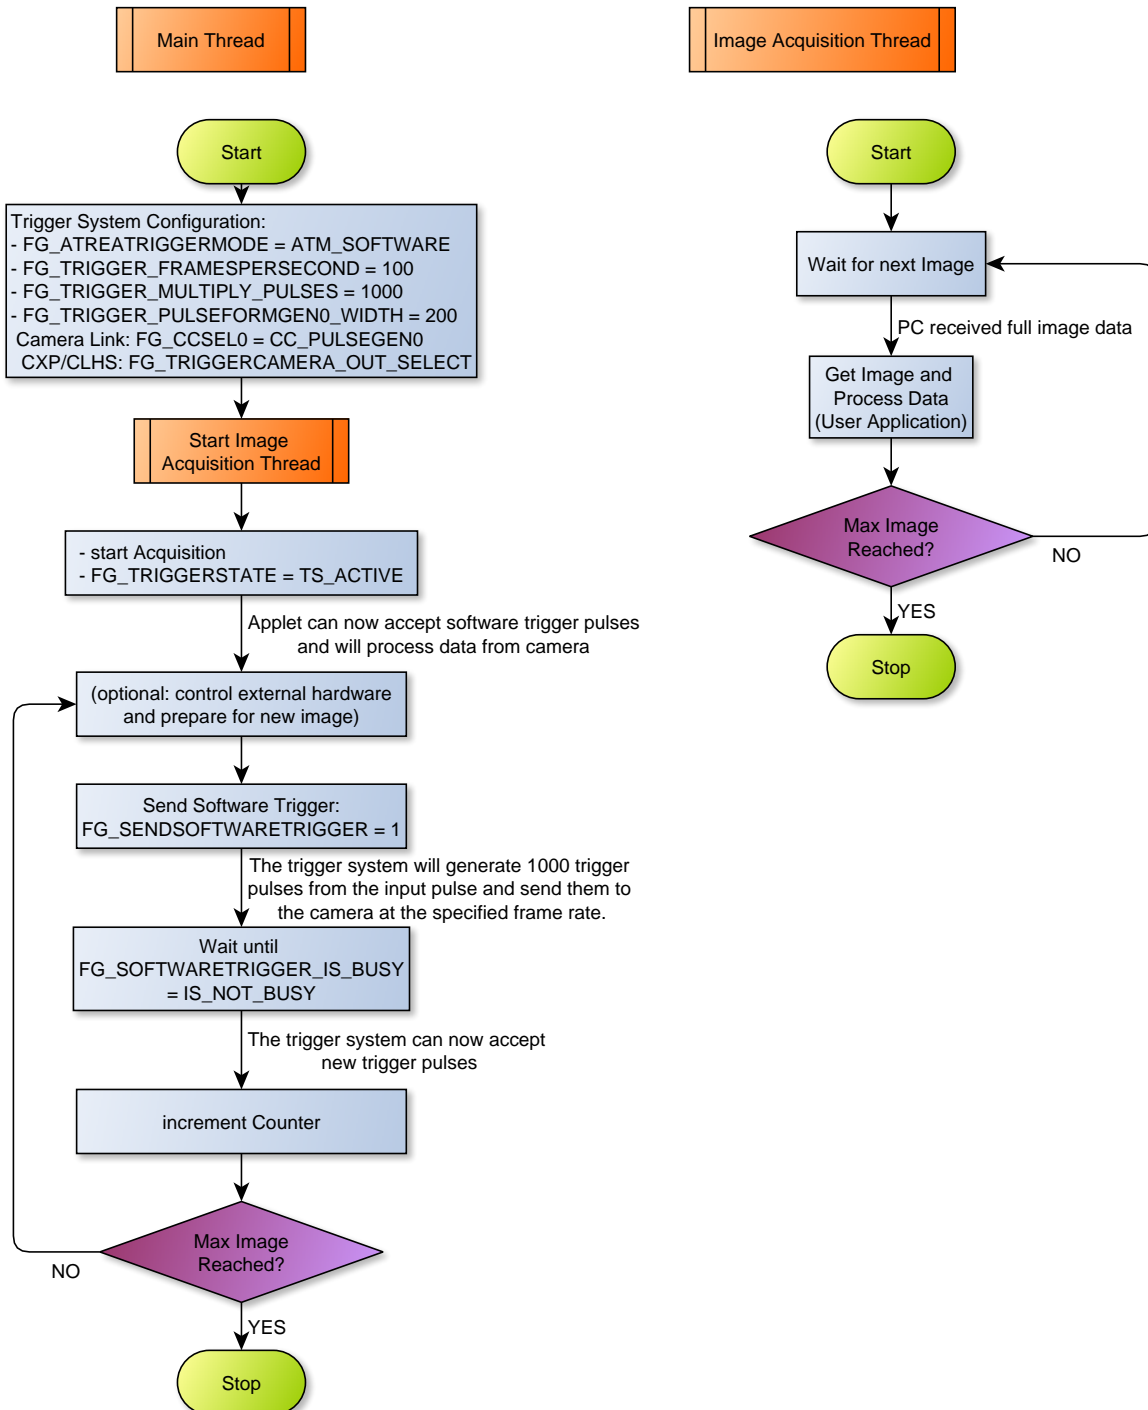 Main Thread
Start
Trigger System Configuration:
- FG_ATREATRIGGERMODE = ATM_SOFTWARE
- FG_TRIGGER_FRAMESPERSECOND = 100
- FG_TRIGGER_MULTIPLY_PULSES = 1000
- FG_TRIGGER_PULSEFORMGEN0_WIDTH = 200
Camera Link: FG_CCSEL0 = CC_PULSEGEN0
CXP/CLHS: FG_TRIGGERCAMERA_OUT_SELECT
Start Image
Acquisition Thread
- start Acquisition
- FG_TRIGGERSTATE = TS_ACTIVE
Applet can now accept software trigger pulses
and will process data from camera
(optional: control external hardware
and prepare for new image)
Send Software Trigger:
FG_SENDSOFTWARETRIGGER = 1
The trigger system will generate 1000 trigger
pulses from the input pulse and send them to
the camera at the specified frame rate.
Wait until
FG_SOFTWARETRIGGER_IS_BUSY
= IS_NOT_BUSY
The trigger system can now accept
new trigger pulses
increment Counter
Max Image
Reached?
NO
YES
Stop
Image Acquisition Thread
Start
Wait for next Image
PC received full image data
Get Image and
Process Data
(User Application)
Max Image
Reached?
NO
YES
Stop